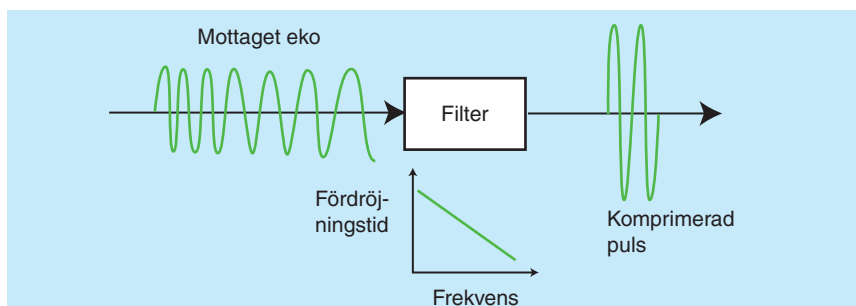 Mottaget eko
Filter
Fördröj-
ningstid
Frekvens
Komprimerad
puls